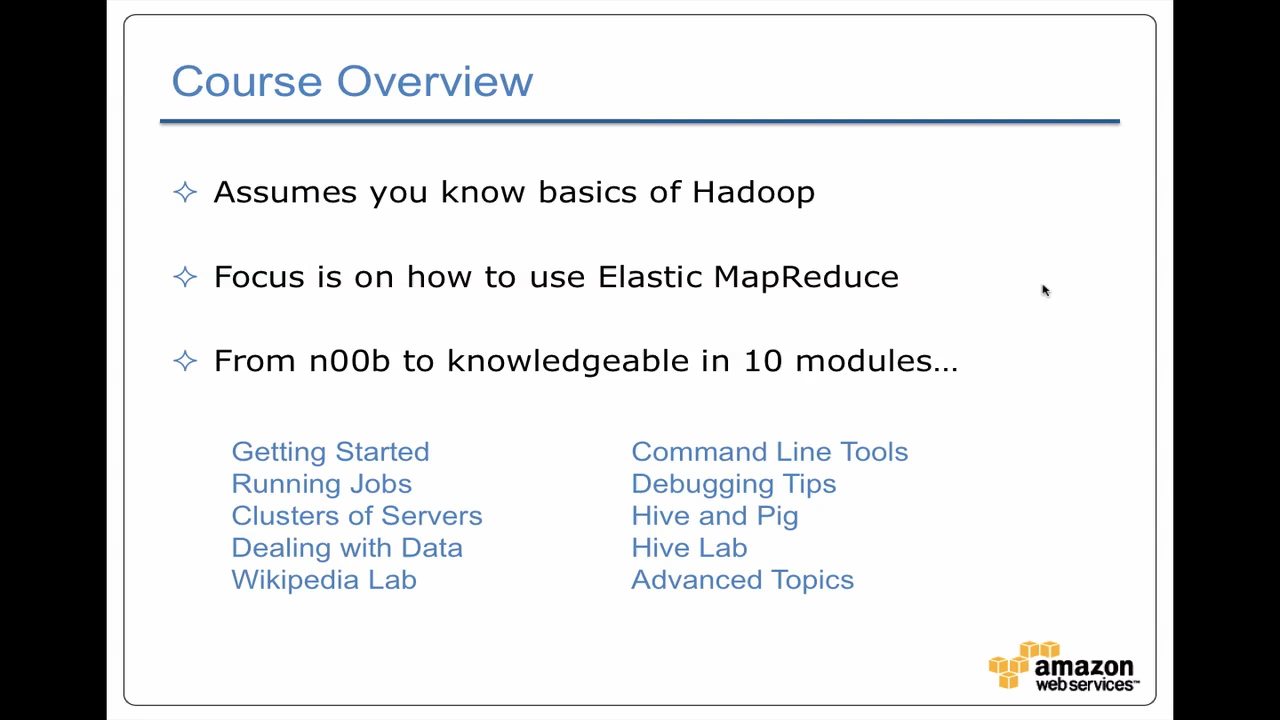 Course Overview
Assumes you know basics of Hadoop
Focus is on how to use Elastic MapReduce
From n00b to knowledgeable in 10 modules…
Getting Started
Running Jobs
Clusters of Servers
Dealing with Data
Wikipedia Lab
Command Line Tools
Debugging Tips
Hive and Pig
Hive Lab
Advanced Topics
amazon
webservices™